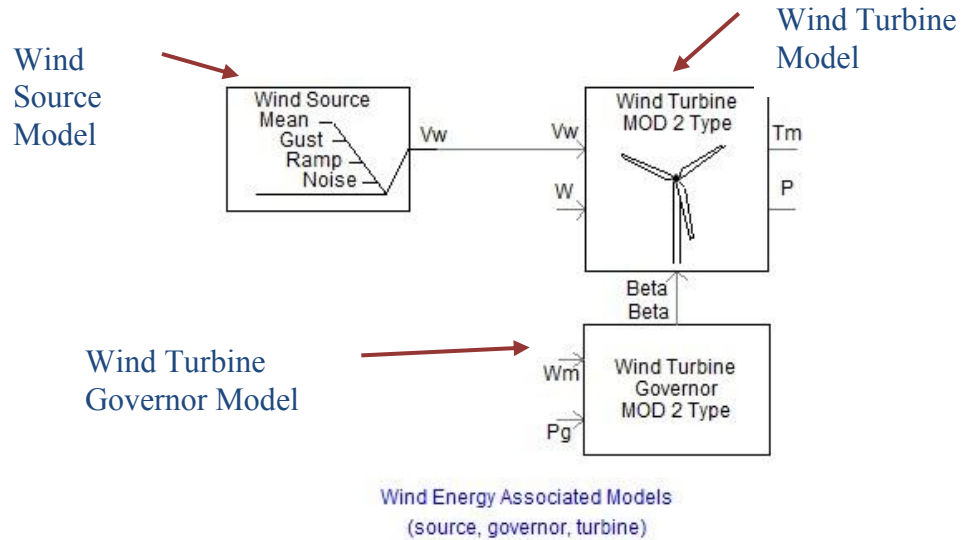 Wind Turbine
Model
Wind
Source
Model
Wind Source
Mean
Gust
Ramp
Noise
Vw
Vw
W
Wind Turbine
MOD 2 Type
Tm
P
Beta
Beta
Wind Turbine
Governor Model
Wm
Pg
Wind Turbine
Governor
MOD 2 Type
Wind Energy Associated Models
(source, governor, turbine)